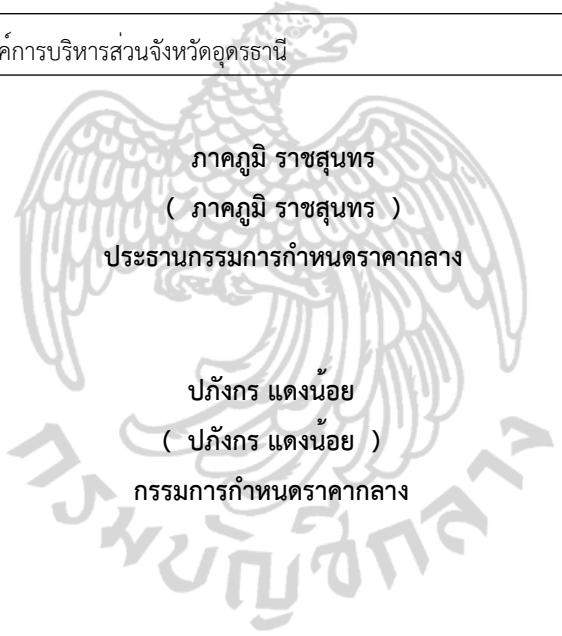 ค์การบริหารส่วนจังหวัดอุดรธานี
ภาคภูมิ ราชสุนทร
( ภาคภูมิ ราชสุนทร )
ประธานกรรมการกำหนดราคากลาง
ปภังกร แดงน้อย
( ปภังกร แดงน้อย )
กรรมการกำหนดราคากลาง
กรมบัญชีกลาง